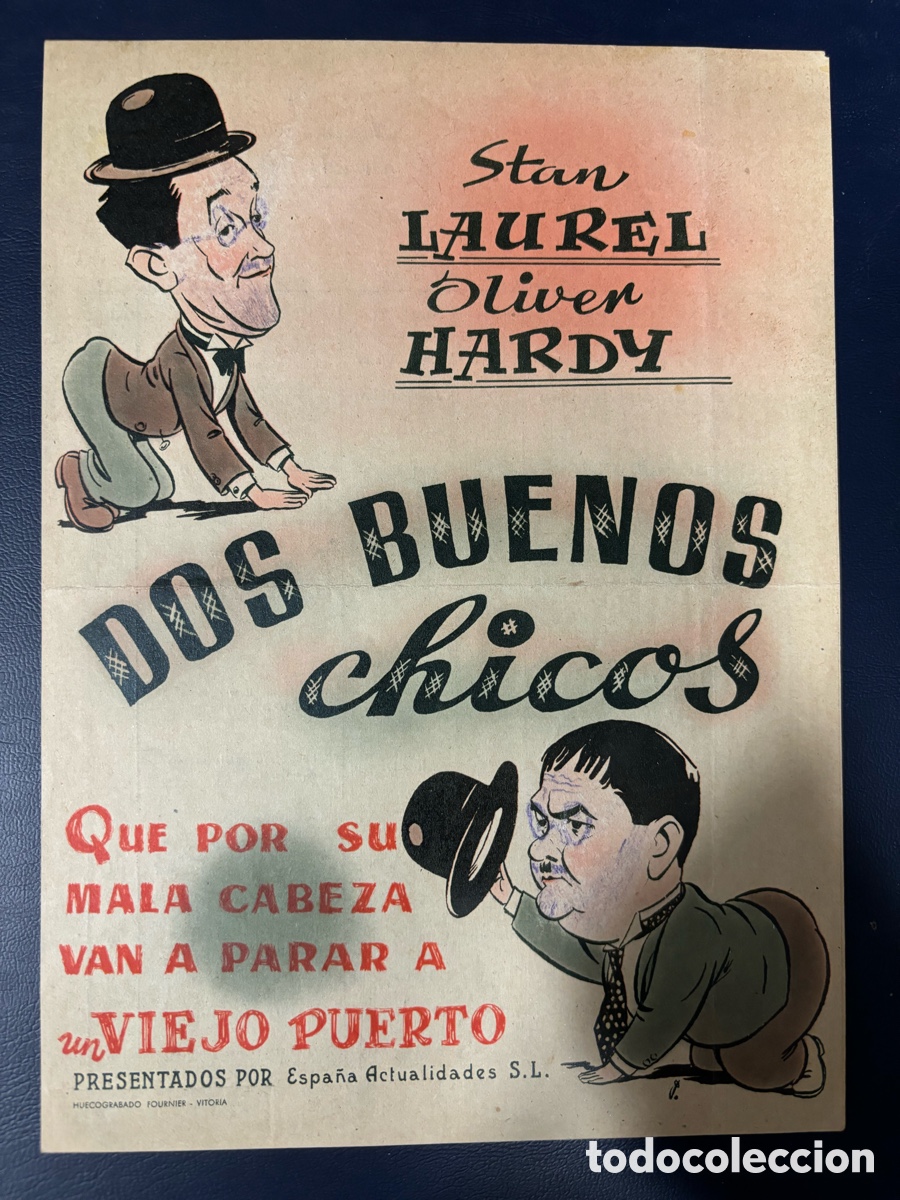 Stan
LAUREL
Oliver
HARDY
DOS BUENOS
chicos
QUE POR SU
MALA CABEZA
VAN A PARAR A
un VIEJO PUERTO
PRESENTADOS POR España Actualidades S.L.
HUECOGRABADO FOURNIER - VITORIA
todocoleccion